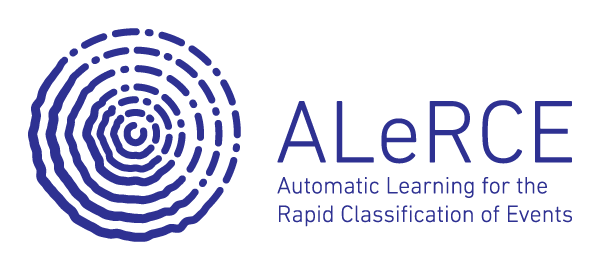 ALeRCE
Automatic Learning for the
Rapid Classification of Events